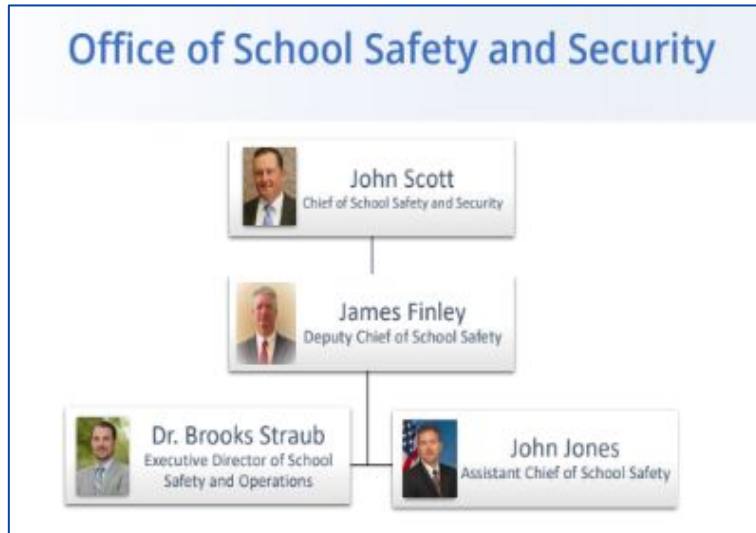 Office of School Safety and Security
John Scott
Chief of School Safety and Security
James Finley
Deputy Chief of School Safety
Dr. Brooks Straub
Executive Director of School
Safety and Operations
John Jones
Assistant Chief of School Safety